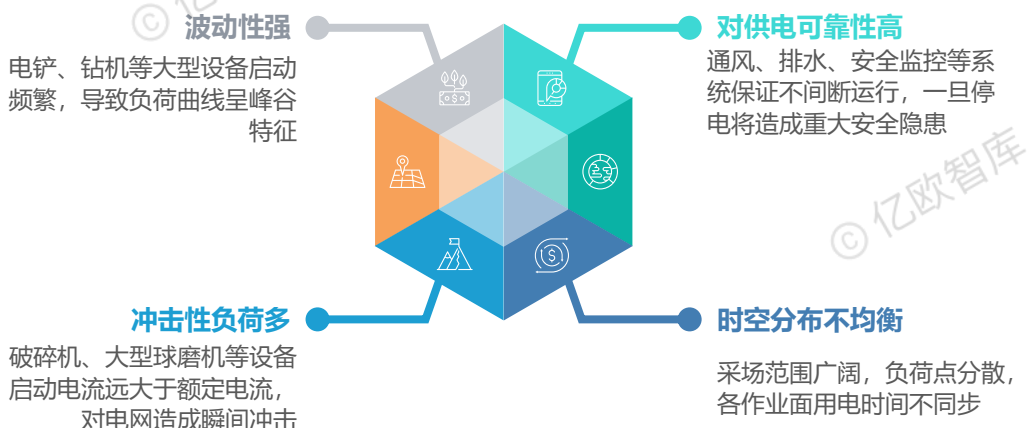 波动性强
电铲、钻机等大型设备启动
频繁，导致负荷曲线呈峰谷
特征
对供电可靠性高
通风、排水、安全监控等系
统保证不间断运行，一旦停
电将造成重大安全隐患
冲击性负荷多
破碎机、大型球磨机等设备
启动电流远大于额定电流，
对电网造成瞬间冲击
时空分布不均衡
采场范围广阔，负荷点分散，
各作业面用电时间不同步
©亿欧智库